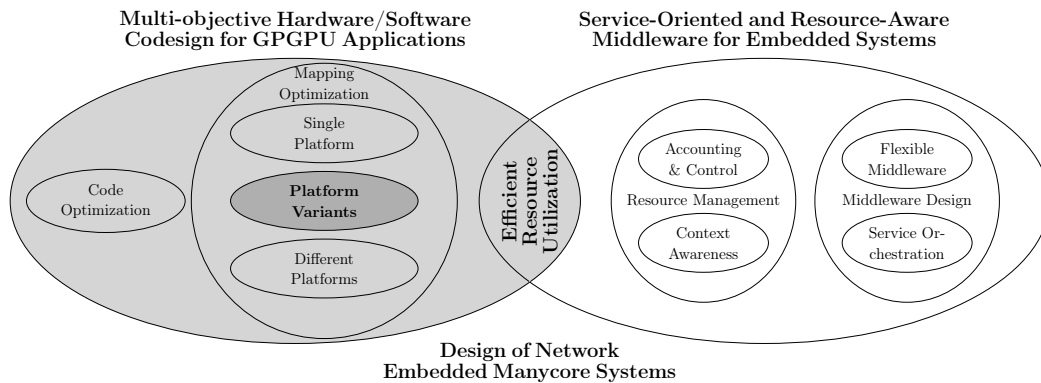 Multi-objective Hardware/Software
Codesign for GPGPU Applications
Service-Oriented and Resource-Aware
Middleware for Embedded Systems
Mapping
Optimization
Single
Platform
Code
Optimization
Platform
Variants
Different
Platforms
Efficient
Resource
Utilization
Accounting
& Control
Resource Management
Context
Awareness
Flexible
Middleware
Middleware Design
Service Or-
chestration
Design of Network
Embedded Manycore Systems